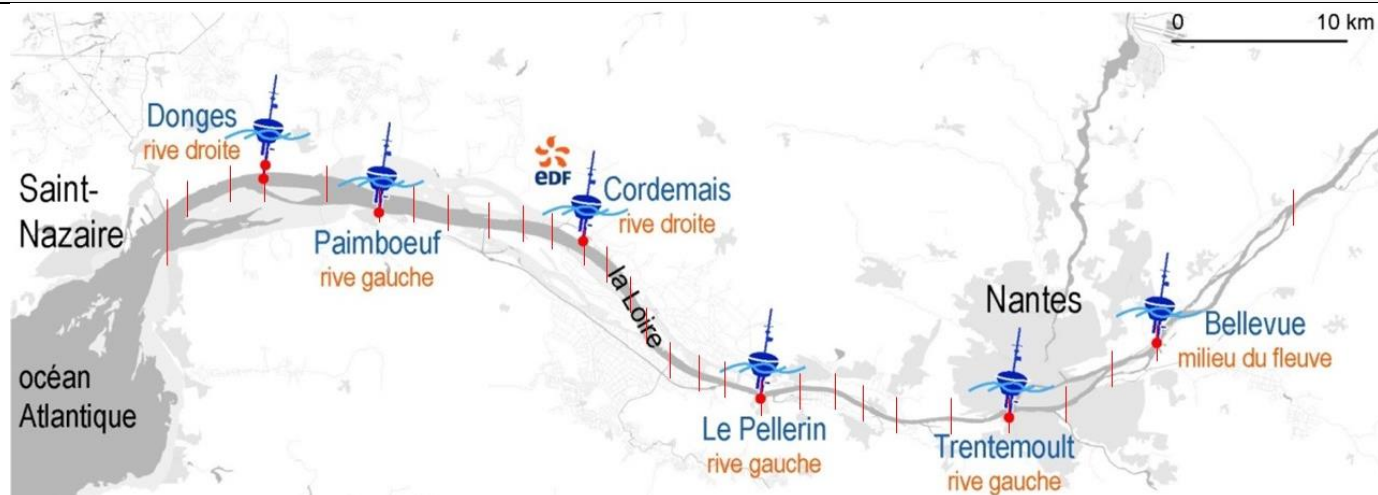 0 10 km
Donges
rive droite
Saint-
Nazaire
Paimboeuf
rive gauche
eDF
Cordemais
rive droite
la Loire
océan
Atlantique
Le Pellerin
rive gauche
Nantes
Trentemoult
rive gauche
Bellevue
milieu du fleuve